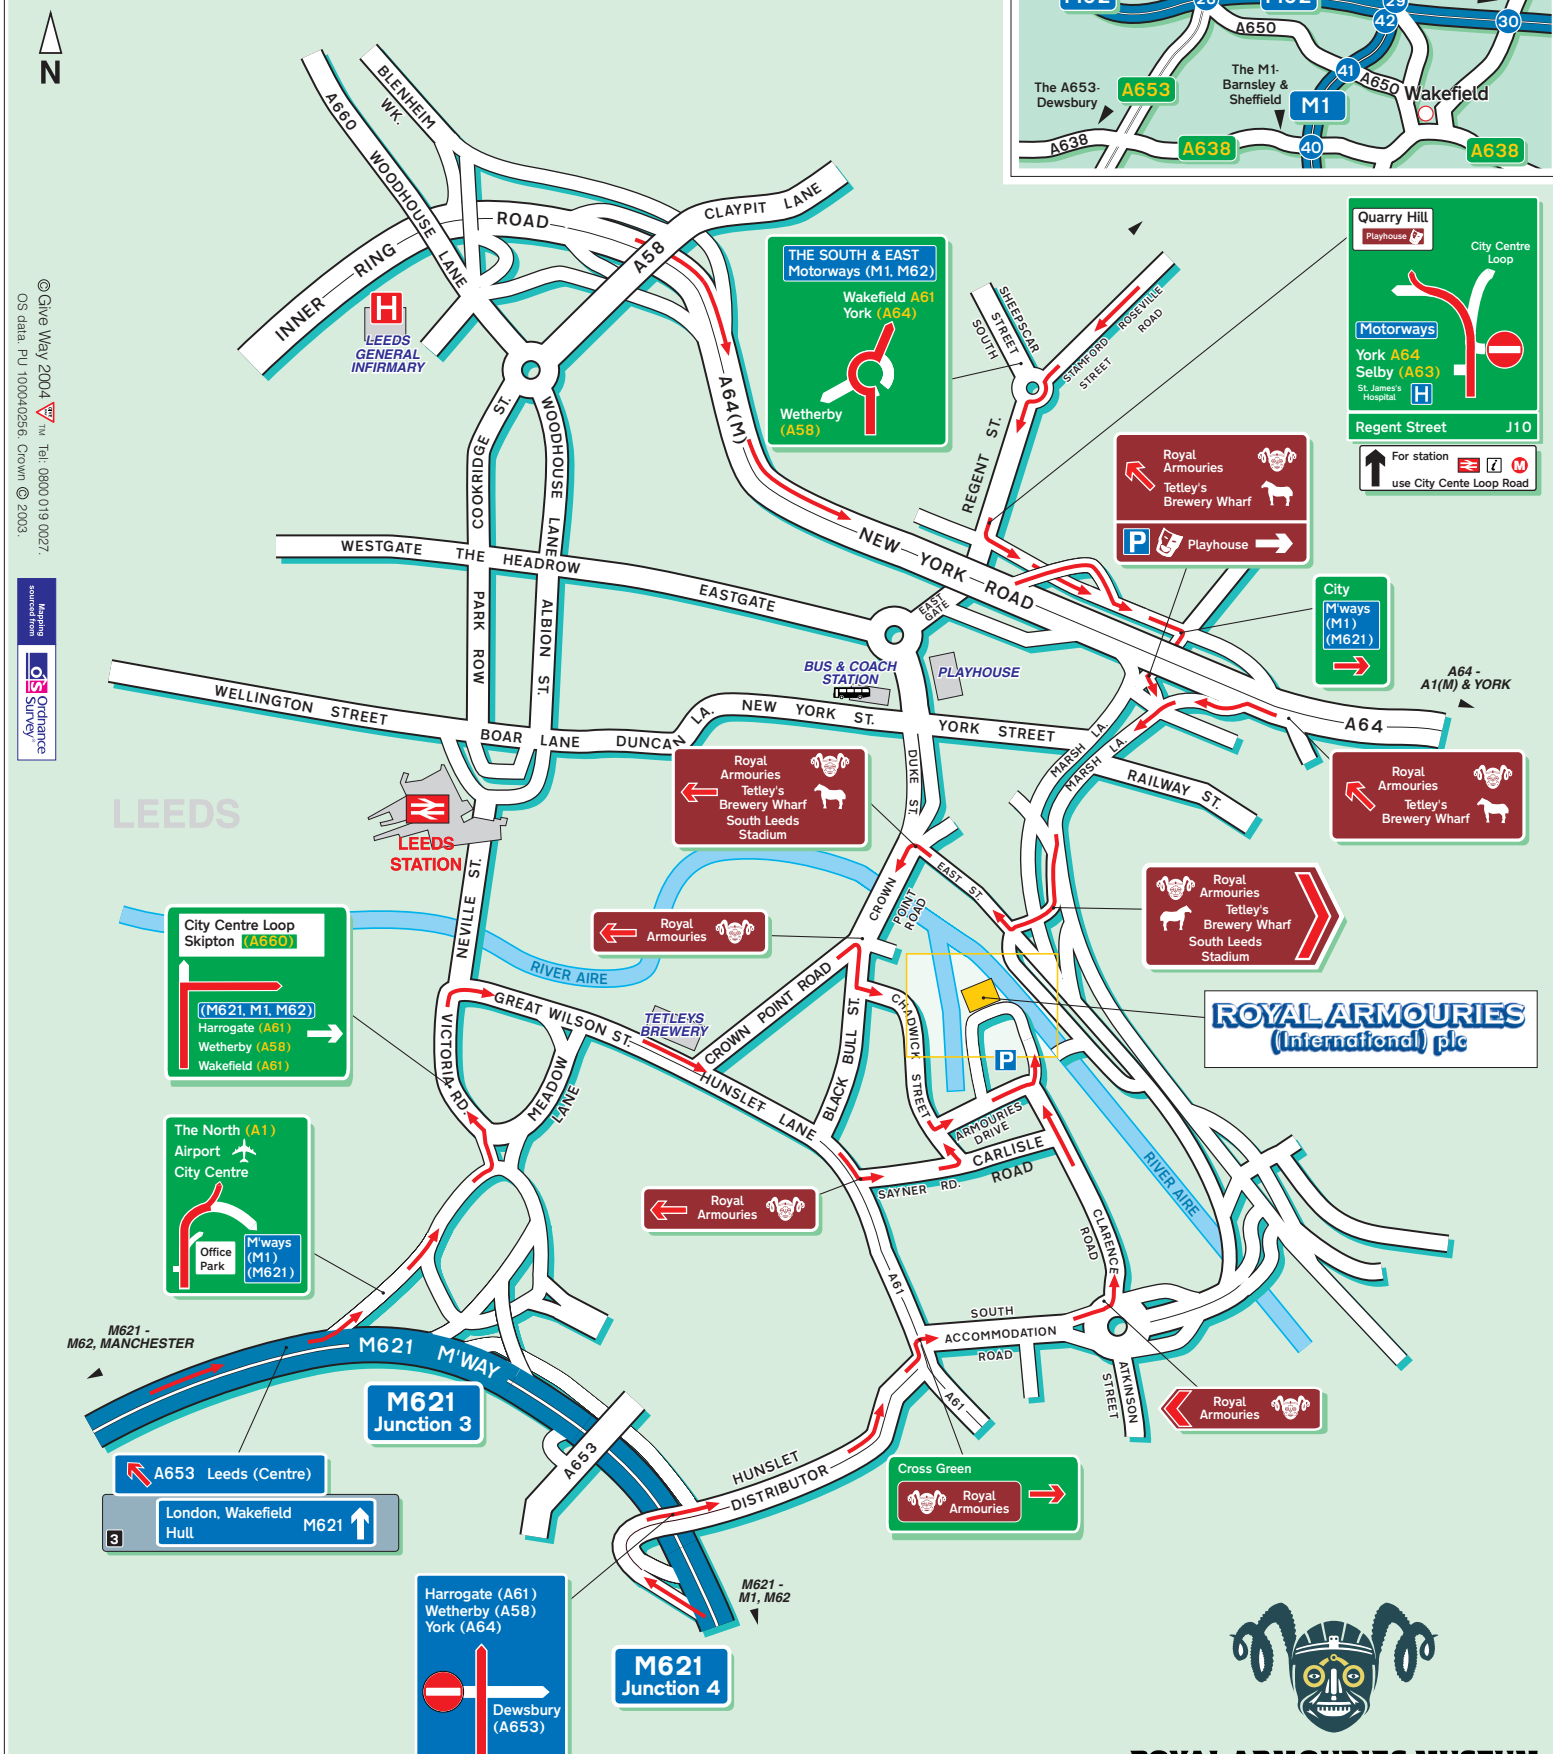 M62
M62
28
29
42
30
A650
41
A650
The M1-
Barnsley &
Sheffield
The A653-
Dewsbury
A653
M1
Wakefield
A638
A638
40
A638
N
BLENHEIM
WK.
A660
WOODHOUSE
LANE
ROAD
INNER RING
CLAYPIT LANE
A58
LEEDS
GENERAL
INFIRMARY
H
© Give Way 2004 ™ Tel: 0800 019 0027.
OS data. PU 100040256. Crown © 2003.
Mapping
sourced from
OS
Ordnance
Survey®
THE SOUTH & EAST
Motorways (M1, M62)
Wakefield A61
York (A64)
Wetherby
(A58)
SHEEPSCAR
STREET
SOUTH
ROSEVILLE
ROAD
STAMFORD
STREET
Quarry Hill
Playhouse
City Centre
Loop
Motorways
York A64
Selby (A63)
St. James's
Hospital H
Regent Street J10
For station
use City Cente Loop Road
i M
A64(M)
COOKRIDGE ST.
WOODHOUSE LANE
REGENT ST.
Royal
Armouries
Tetley's
Brewery Wharf
P Playhouse
NEW YORK ROAD
WESTGATE THE HEADROW
EASTGATE
EAST
GATE
City
M'ways
(M1)
(M621)
PARK ROW
ALBION ST.
BUS & COACH
STATION
PLAYHOUSE
A64 -
A1(M) & YORK
A64
WELLINGTON STREET
BOAR LANE
DUNCAN LA.
NEW YORK ST.
YORK STREET
MARSH LA.
MARSH LA.
RAILWAY ST.
DUKE ST.
Royal
Armouries
Tetley's
Brewery Wharf
South Leeds
Stadium
Royal
Armouries
Tetley's
Brewery Wharf
LEEDS
LEEDS
STATION
NEVILLE ST.
EAST ST.
CROWN
POINT
ROAD
Royal
Armouries
Tetley's
Brewery Wharf
South Leeds
Stadium
City Centre Loop
Skipton (A660)
(M621, M1, M62)
Harrogate (A61)
Wetherby (A58)
Wakefield (A61)
Royal
Armouries
RIVER AIRE
GREAT WILSON ST.
TETLEYS
BREWERY
CROWN POINT ROAD
CHADWICK STREET
BLACK BULL ST.
ROYAL ARMOURIES
(International) plc
P
VICTORIA RD.
MEADOW
LANE
HUNSLET LANE
ARMOURIES
DRIVE
CARLISLE
ROAD
SAYNER RD.
The North (A1)
Airport
City Centre
Office
Park
M'ways
(M1)
(M621)
Royal
Armouries
RIVER AIRE
CLARENCE
ROAD
A61
SOUTH
ACCOMMODATION
ROAD
ATKINSON
STREET
M621 -
M62, MANCHESTER
M621 M'WAY
M621
Junction 3
A61
Royal
Armouries
A653 Leeds (Centre)
London, Wakefield
Hull
M621
3
A653
HUNSLET
DISTRIBUTOR
Cross Green
Royal
Armouries
Harrogate (A61)
Wetherby (A58)
York (A64)
Dewsbury
(A653)
M621 -
M1, M62
M621
Junction 4
ROYAL ARMOURIES MUSEUM